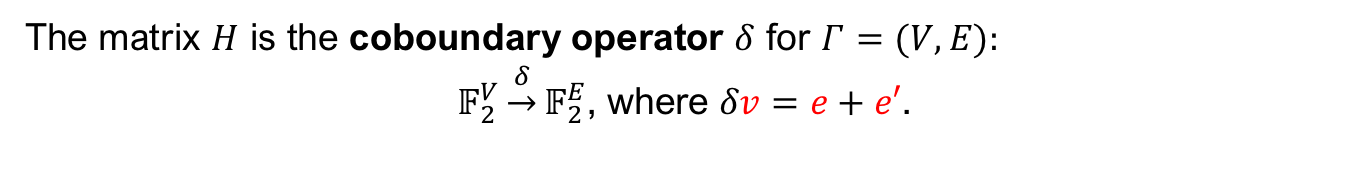 The matrix 𝐻 is the coboundary operator 𝛿 for 𝛤 = (𝑉, 𝐸):
𝔽₂^𝑉 →^𝛿 𝔽₂^𝐸, where 𝛿𝑣 = 𝑒 + 𝑒′.